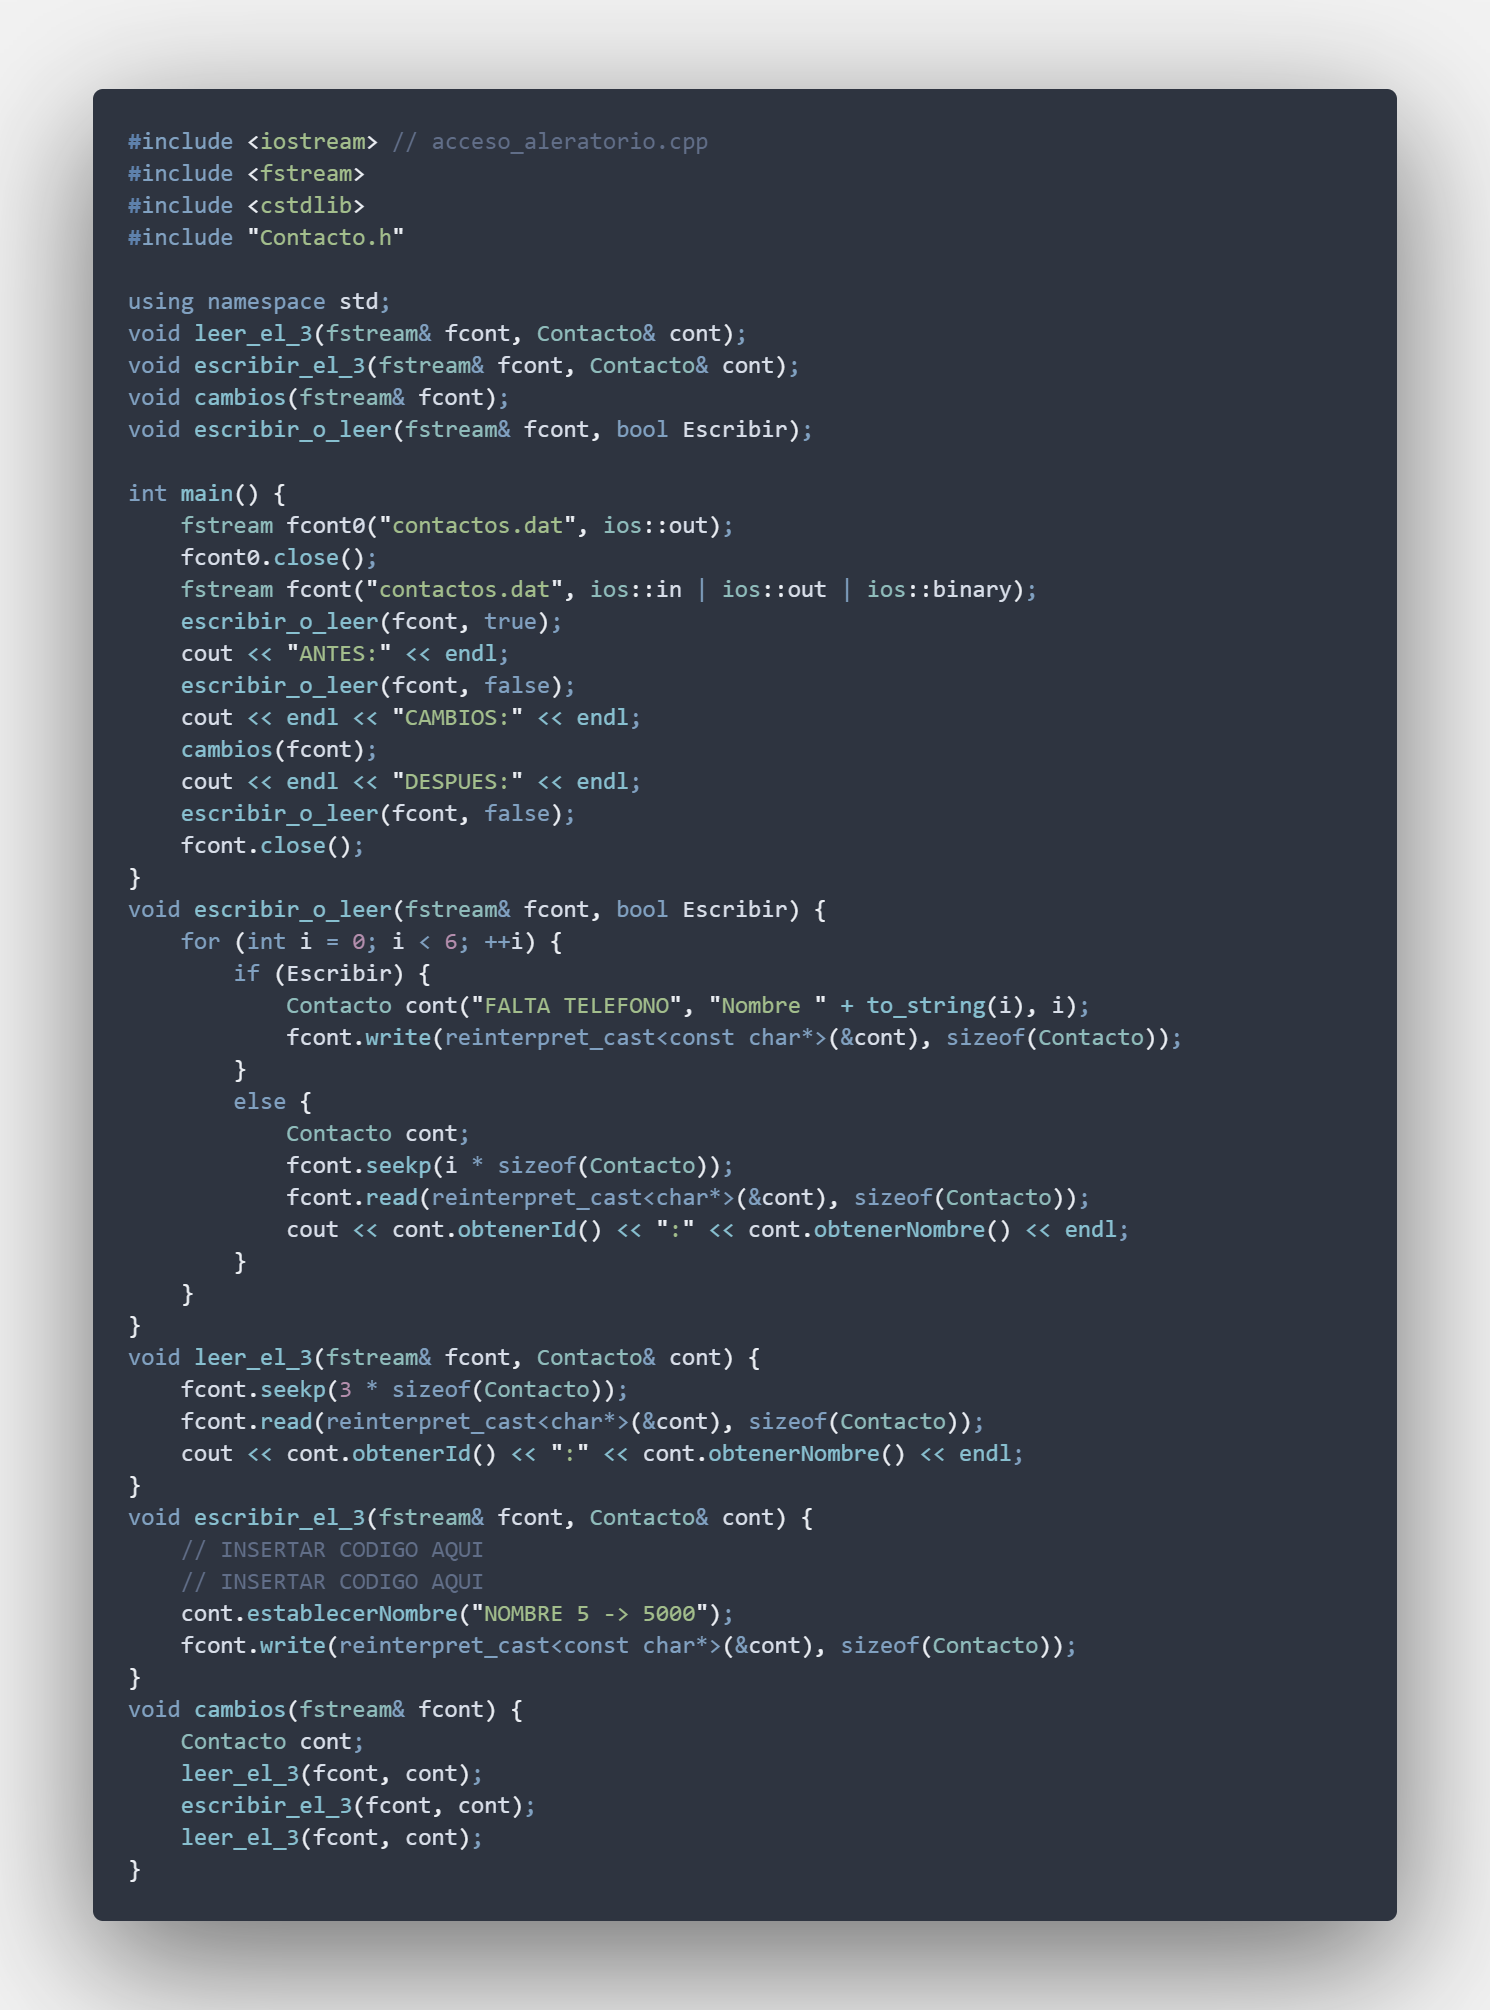 #include <iostream> // acceso_aleratorio.cpp
#include <fstream>
#include <cstdlib>
#include "Contacto.h"

using namespace std;
void leer_el_3(fstream& fcont, Contacto& cont);
void escribir_el_3(fstream& fcont, Contacto& cont);
void cambios(fstream& fcont);
void escribir_o_leer(fstream& fcont, bool Escribir);

int main() {
    fstream fcont0("contactos.dat", ios::out);
    fcont0.close();
    fstream fcont("contactos.dat", ios::in | ios::out | ios::binary);
    escribir_o_leer(fcont, true);
    cout << "ANTES:" << endl;
    escribir_o_leer(fcont, false);
    cout << endl << "CAMBIOS:" << endl;
    cambios(fcont);
    cout << endl << "DESPUES:" << endl;
    escribir_o_leer(fcont, false);
    fcont.close();
}
void escribir_o_leer(fstream& fcont, bool Escribir) {
    for (int i = 0; i < 6; ++i) {
        if (Escribir) {
            Contacto cont("FALTA TELEFONO", "Nombre " + to_string(i), i);
            fcont.write(reinterpret_cast<const char*>(&cont), sizeof(Contacto));
        }
        else {
            Contacto cont;
            fcont.seekp(i * sizeof(Contacto));
            fcont.read(reinterpret_cast<char*>(&cont), sizeof(Contacto));
            cout << cont.obtenerId() << ":" << cont.obtenerNombre() << endl;
        }
    }
}
void leer_el_3(fstream& fcont, Contacto& cont) {
    fcont.seekp(3 * sizeof(Contacto));
    fcont.read(reinterpret_cast<char*>(&cont), sizeof(Contacto));
    cout << cont.obtenerId() << ":" << cont.obtenerNombre() << endl;
}
void escribir_el_3(fstream& fcont, Contacto& cont) {
    // INSERTAR CODIGO AQUI
    // INSERTAR CODIGO AQUI
    cont.establecerNombre("NOMBRE 5 -> 5000");
    fcont.write(reinterpret_cast<const char*>(&cont), sizeof(Contacto));
}
void cambios(fstream& fcont) {
    Contacto cont;
    leer_el_3(fcont, cont);
    escribir_el_3(fcont, cont);
    leer_el_3(fcont, cont);
}